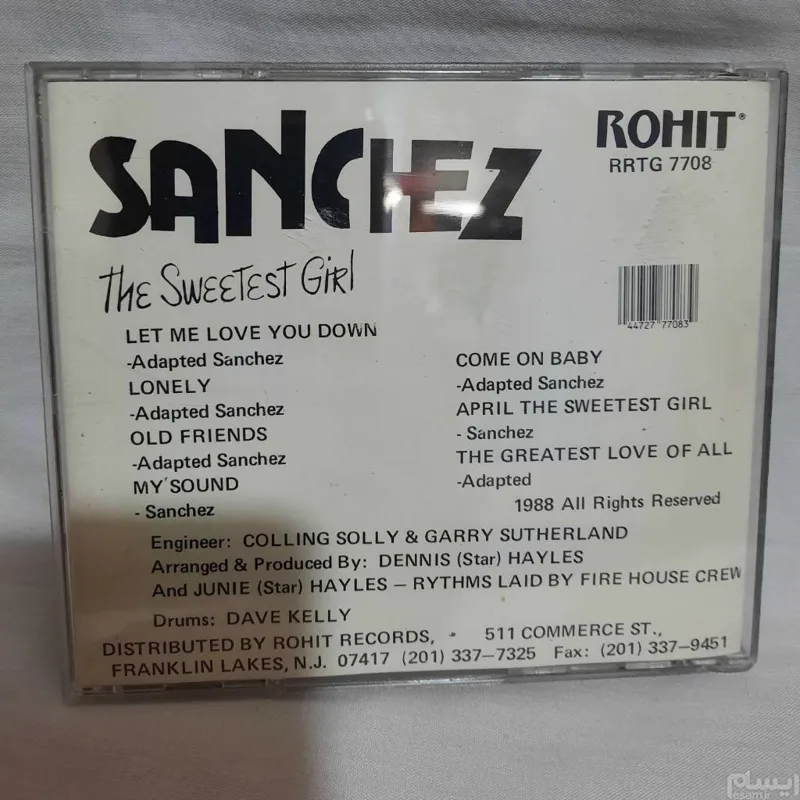 SANCHEZ
ROHIT®
RRTG 7708
The Sweetest Girl
44727 77083
LET ME LOVE YOU DOWN
-Adapted Sanchez
LONELY
-Adapted Sanchez
OLD FRIENDS
-Adapted Sanchez
MY SOUND
- Sanchez
COME ON BABY
-Adapted Sanchez
APRIL THE SWEETEST GIRL
- Sanchez
THE GREATEST LOVE OF ALL
-Adapted
1988 All Rights Reserved
Engineer: COLLING SOLLY & GARRY SUTHERLAND
Arranged & Produced By: DENNIS (Star) HAYLES
And JUNIE (Star) HAYLES – RYTHMS LAID BY FIRE HOUSE CREW
Drums: DAVE KELLY
DISTRIBUTED BY ROHIT RECORDS, • 511 COMMERCE ST.,
FRANKLIN LAKES, N.J. 07417 (201) 337–7325 Fax: (201) 337–9451
ایسام
esam.ir